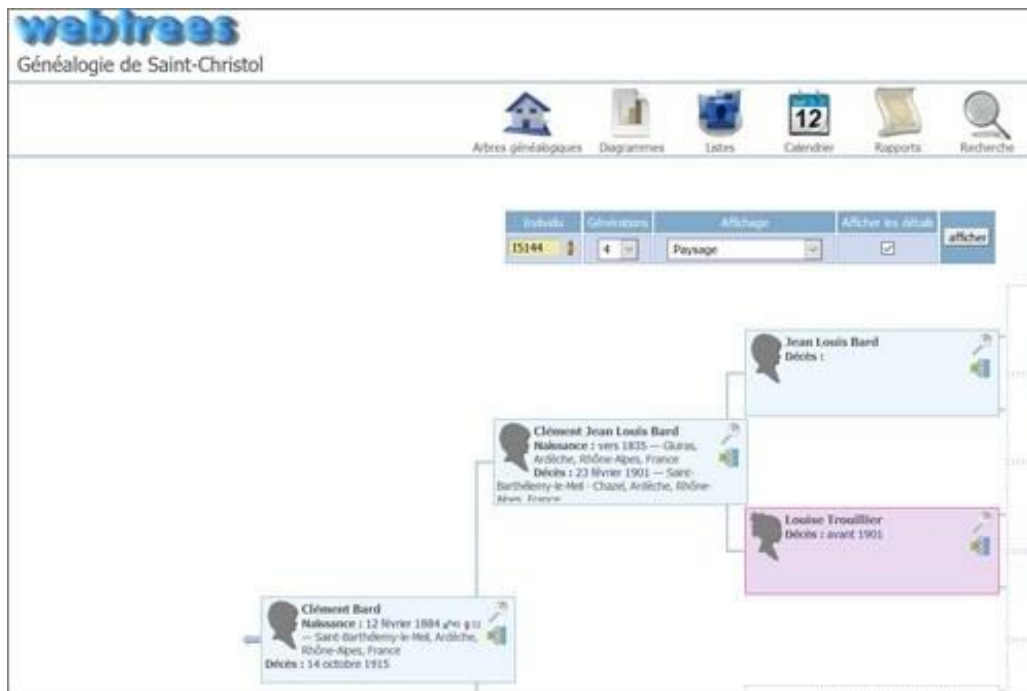 webtrees
Généalogie de Saint-Christol
Arbres généalogiques Diagrammes Listes Calendrier Rapports Recherche
12
Individu Générations Affichage Afficher les détails
I5144 4 Paysage afficher
Jean Louis Bard
Décès :
Clément Jean Louis Bard
Naissance : vers 1835 — Gluiras,
Ardèche, Rhône-Alpes, France
Décès : 23 février 1901 — Saint-
Barthélemy-le-Meil - Chazel, Ardèche, Rhône-
Alpes, France
Louise Trouillier
Décès : avant 1901
Clément Bard
Naissance : 12 février 1884
— Saint-Barthélemy-le-Meil, Ardèche,
Rhône-Alpes, France
Décès : 14 octobre 1915